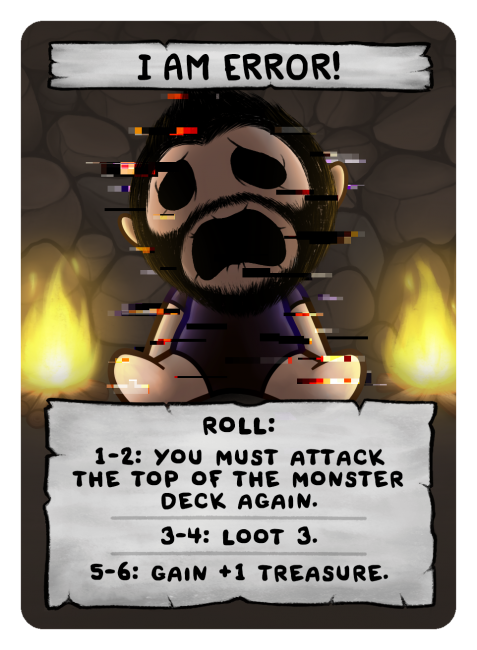 I AM ERROR!
ROLL:
1-2: YOU MUST ATTACK
THE TOP OF THE MONSTER
DECK AGAIN.
3-4: LOOT 3.
5-6: GAIN +1 TREASURE.